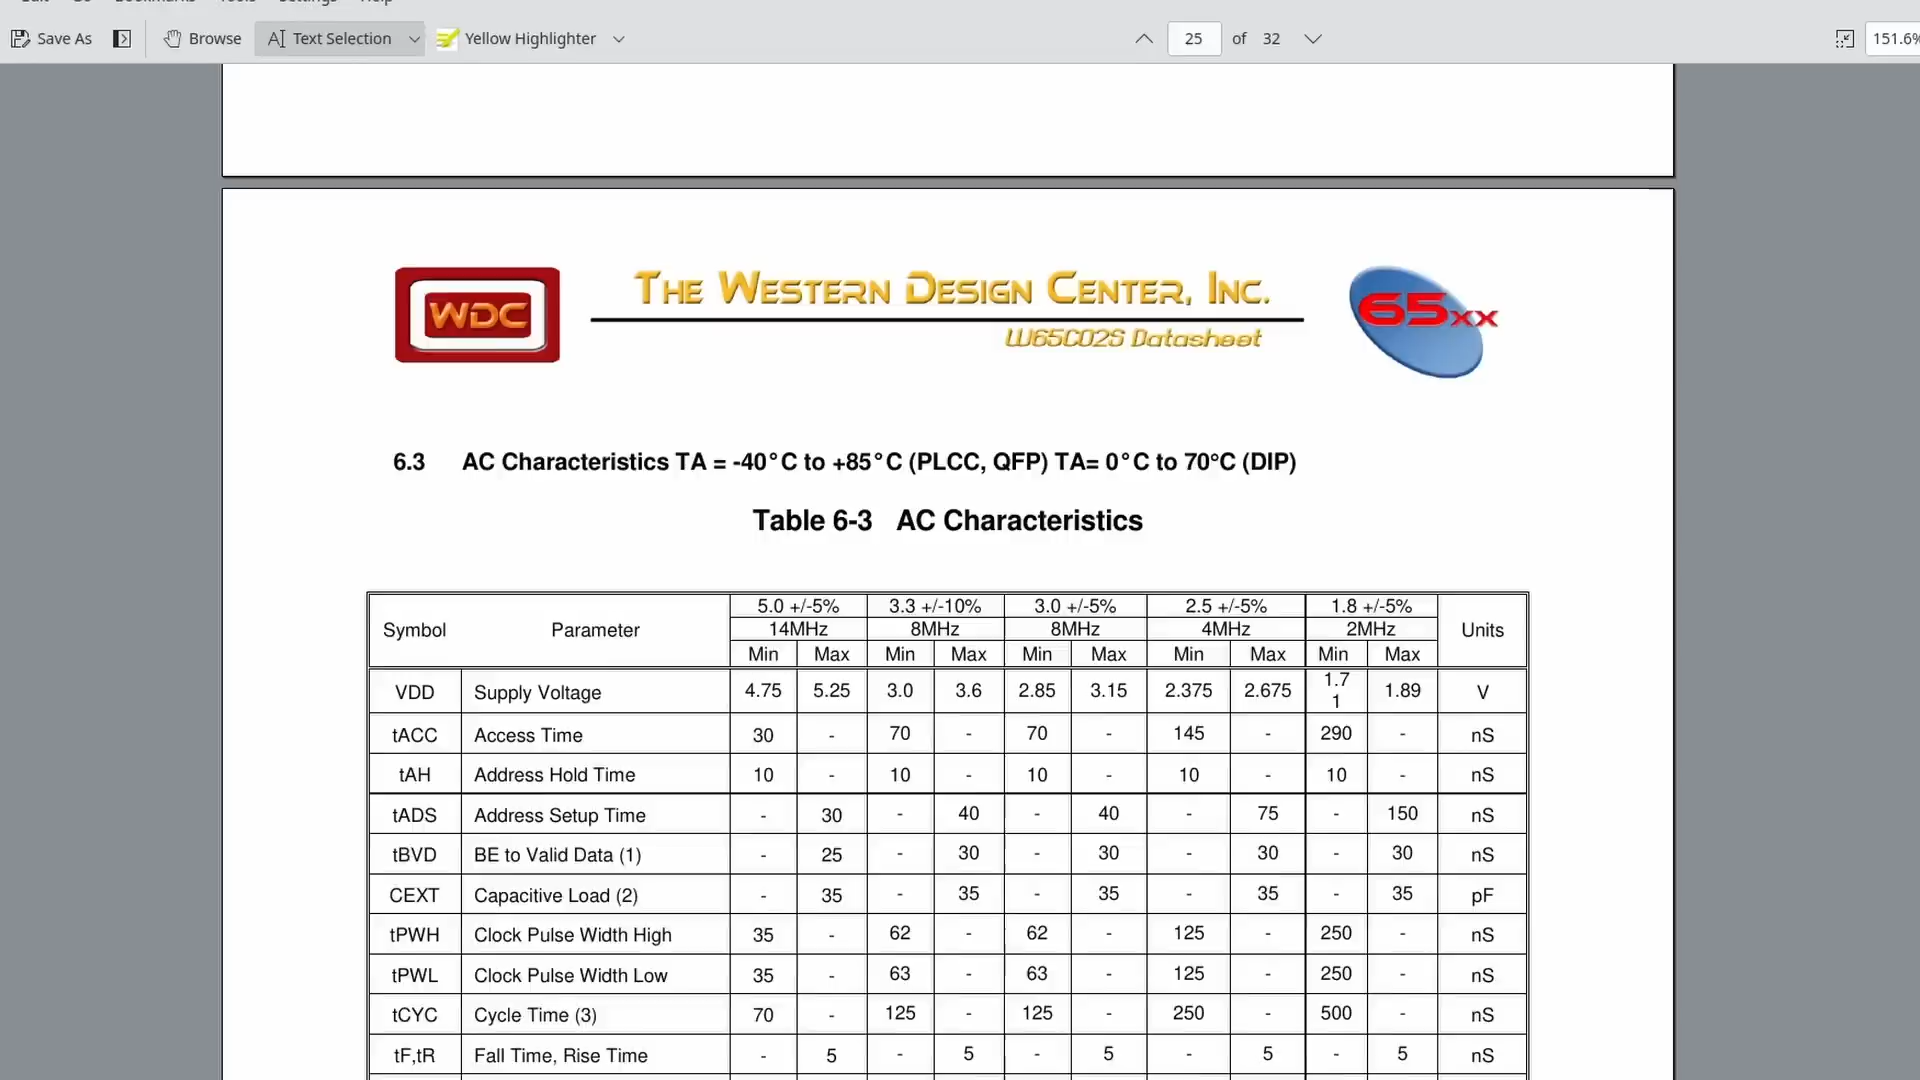 Edit Go Bookmarks Tools Settings Help
Save As Browse Text Selection Yellow Highlighter 25 of 32 151.6%
WDC
THE WESTERN DESIGN CENTER, INC.
W65C02S Datasheet
65xx
6.3 AC Characteristics TA = -40°C to +85°C (PLCC, QFP) TA= 0°C to 70°C (DIP)
Table 6-3 AC Characteristics
Symbol Parameter 5.0 +/-5% 3.3 +/-10% 3.0 +/-5% 2.5 +/-5% 1.8 +/-5% Units
14MHz 8MHz 8MHz 4MHz 2MHz
Min Max Min Max Min Max Min Max Min Max
VDD Supply Voltage 4.75 5.25 3.0 3.6 2.85 3.15 2.375 2.675 1.71 1.89 V
tACC Access Time 30 - 70 - 70 - 145 - 290 - nS
tAH Address Hold Time 10 - 10 - 10 - 10 - 10 - nS
tADS Address Setup Time - 30 - 40 - 40 - 75 - 150 nS
tBVD BE to Valid Data (1) - 25 - 30 - 30 - 30 - 30 nS
CEXT Capacitive Load (2) - 35 - 35 - 35 - 35 - 35 pF
tPWH Clock Pulse Width High 35 - 62 - 62 - 125 - 250 - nS
tPWL Clock Pulse Width Low 35 - 63 - 63 - 125 - 250 - nS
tCYC Cycle Time (3) 70 - 125 - 125 - 250 - 500 - nS
tF,tR Fall Time, Rise Time - 5 - 5 - 5 - 5 - 5 nS